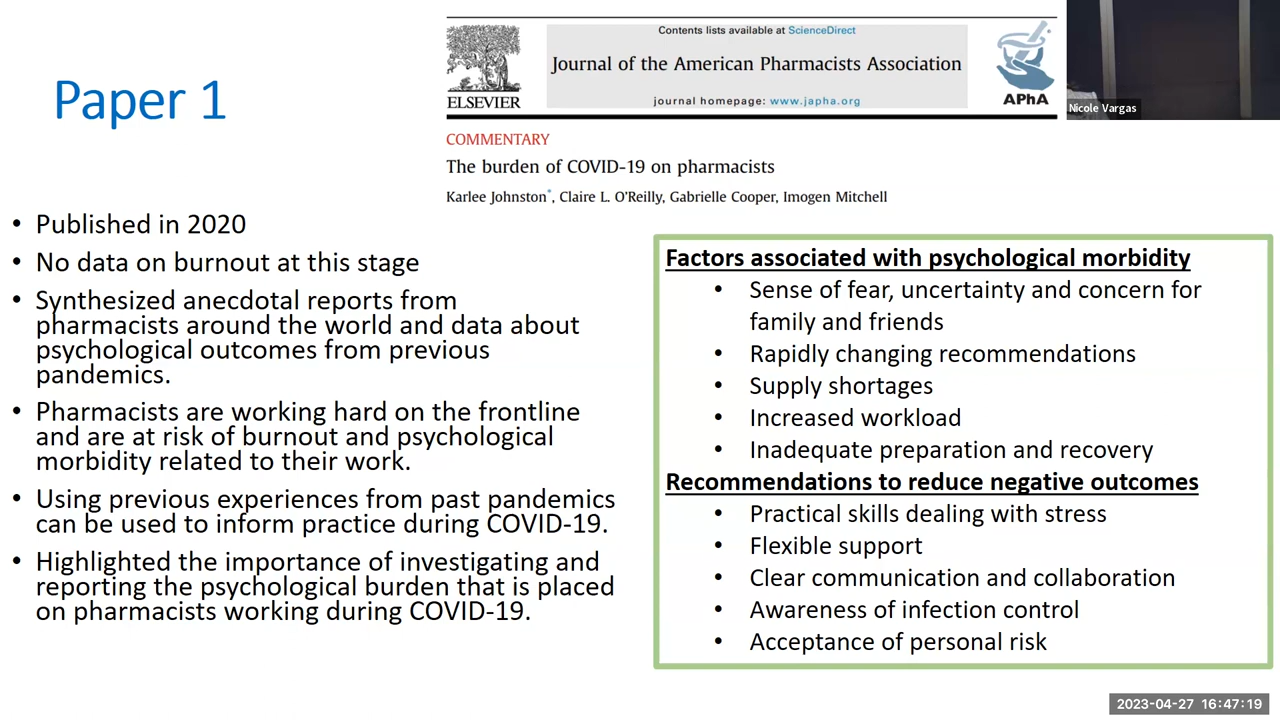 Paper 1
Contents lists available at ScienceDirect
Journal of the American Pharmacists Association
journal homepage: www.japha.org
ELSEVIER
APhA
Nicole Vargas
COMMENTARY
The burden of COVID-19 on pharmacists
Karlee Johnston*, Claire L. O'Reilly, Gabrielle Cooper, Imogen Mitchell
• Published in 2020
• No data on burnout at this stage
• Synthesized anecdotal reports from
pharmacists around the world and data about
psychological outcomes from previous
pandemics.
• Pharmacists are working hard on the frontline
and are at risk of burnout and psychological
morbidity related to their work.
• Using previous experiences from past pandemics
can be used to inform practice during COVID-19.
• Highlighted the importance of investigating and
reporting the psychological burden that is placed
on pharmacists working during COVID-19.
Factors associated with psychological morbidity
• Sense of fear, uncertainty and concern for
family and friends
• Rapidly changing recommendations
• Supply shortages
• Increased workload
• Inadequate preparation and recovery
Recommendations to reduce negative outcomes
• Practical skills dealing with stress
• Flexible support
• Clear communication and collaboration
• Awareness of infection control
• Acceptance of personal risk
2023-04-27 16:47:19